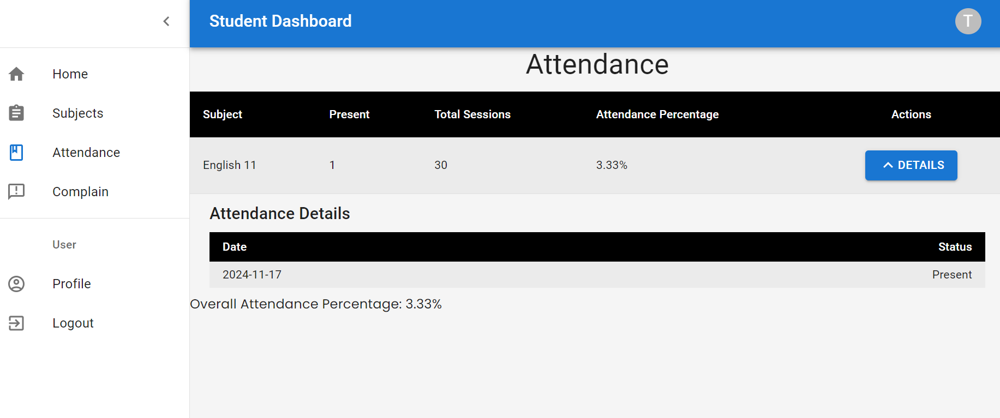 Student Dashboard
T
Home
Subjects
Attendance
Complain
User
Profile
Logout
Attendance
Subject Present Total Sessions Attendance Percentage Actions
English 11 1 30 3.33% DETAILS
Attendance Details
Date Status
2024-11-17 Present
Overall Attendance Percentage: 3.33%